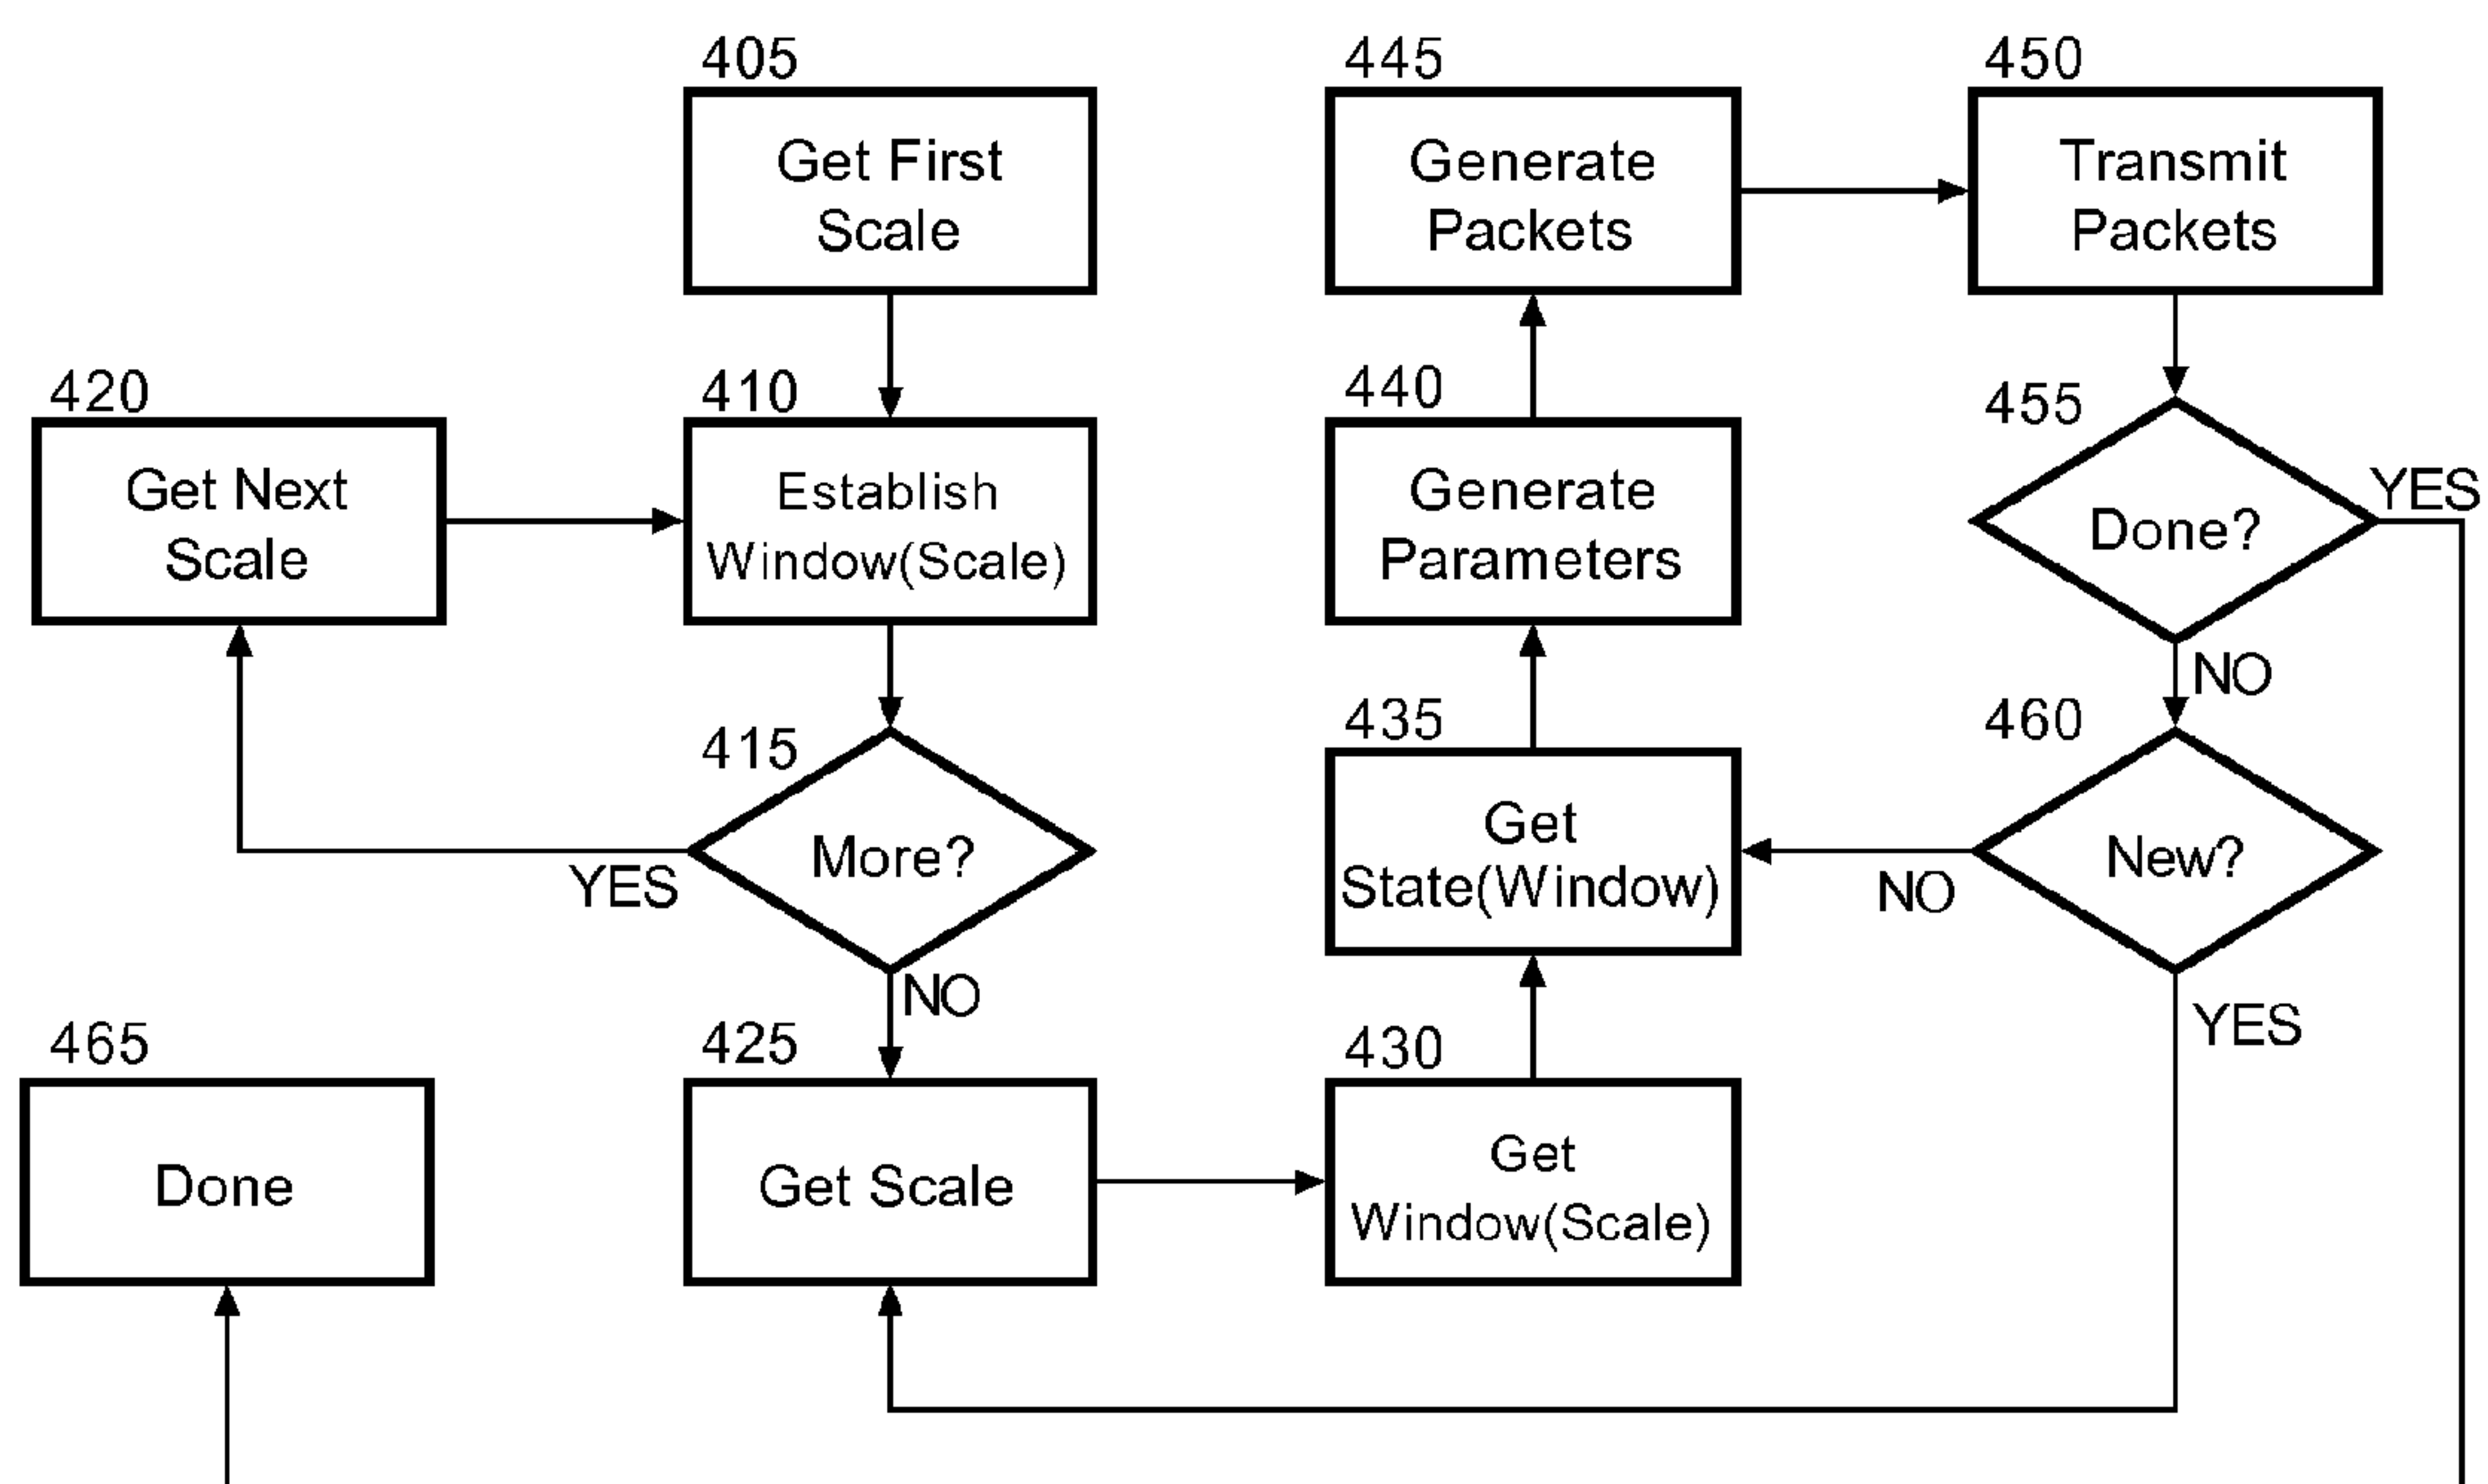 405
Get First
Scale
445
Generate
Packets
450
Transmit
Packets
420
Get Next
Scale
410
Establish
Window(Scale)
440
Generate
Parameters
455
Done?
YES
NO
415
More?
YES
NO
435
Get
State(Window)
460
New?
NO
YES
465
Done
425
Get Scale
430
Get
Window(Scale)